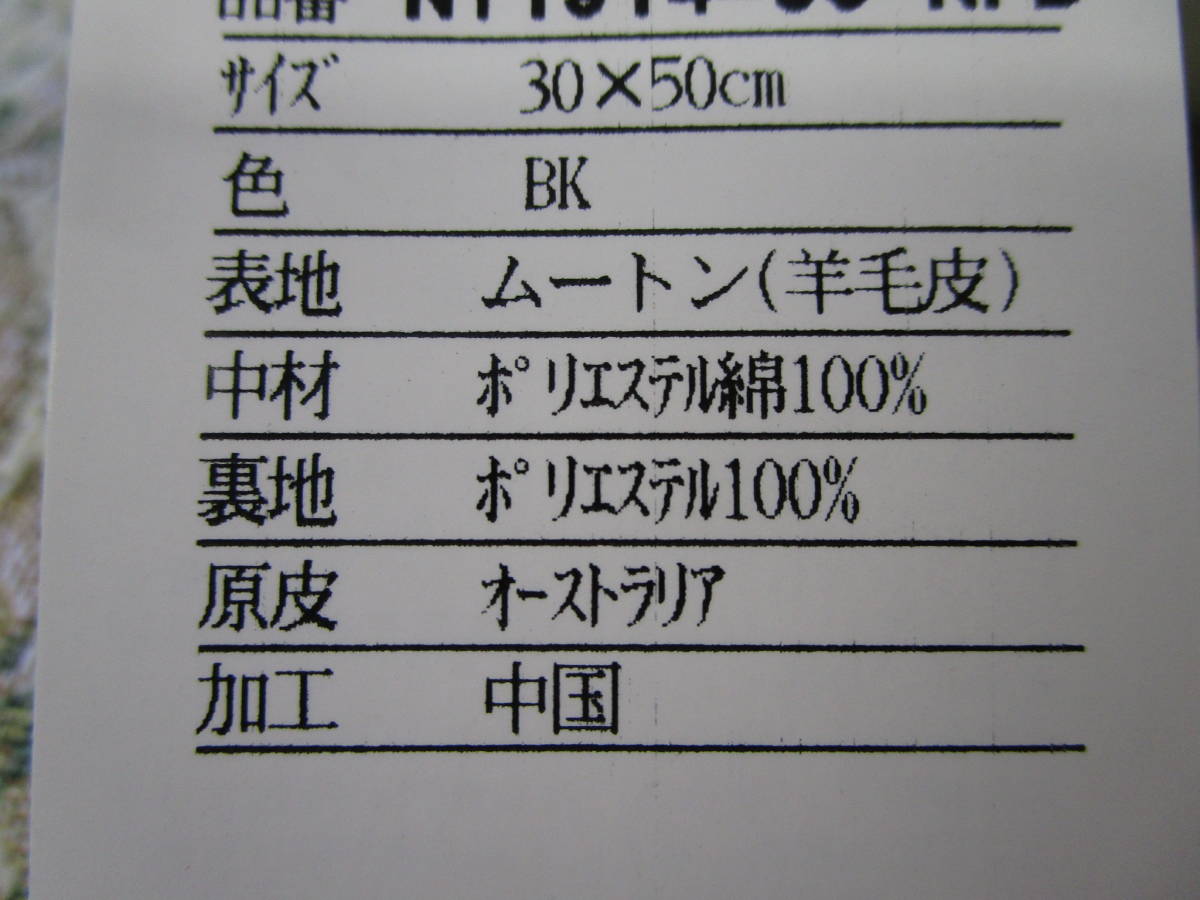 サイズ 30×50cm
色 BK
表地 ムートン(羊毛皮)
中材 ポリエステル綿100%
裏地 ポリエステル100%
原皮 オーストラリア
加工 中国